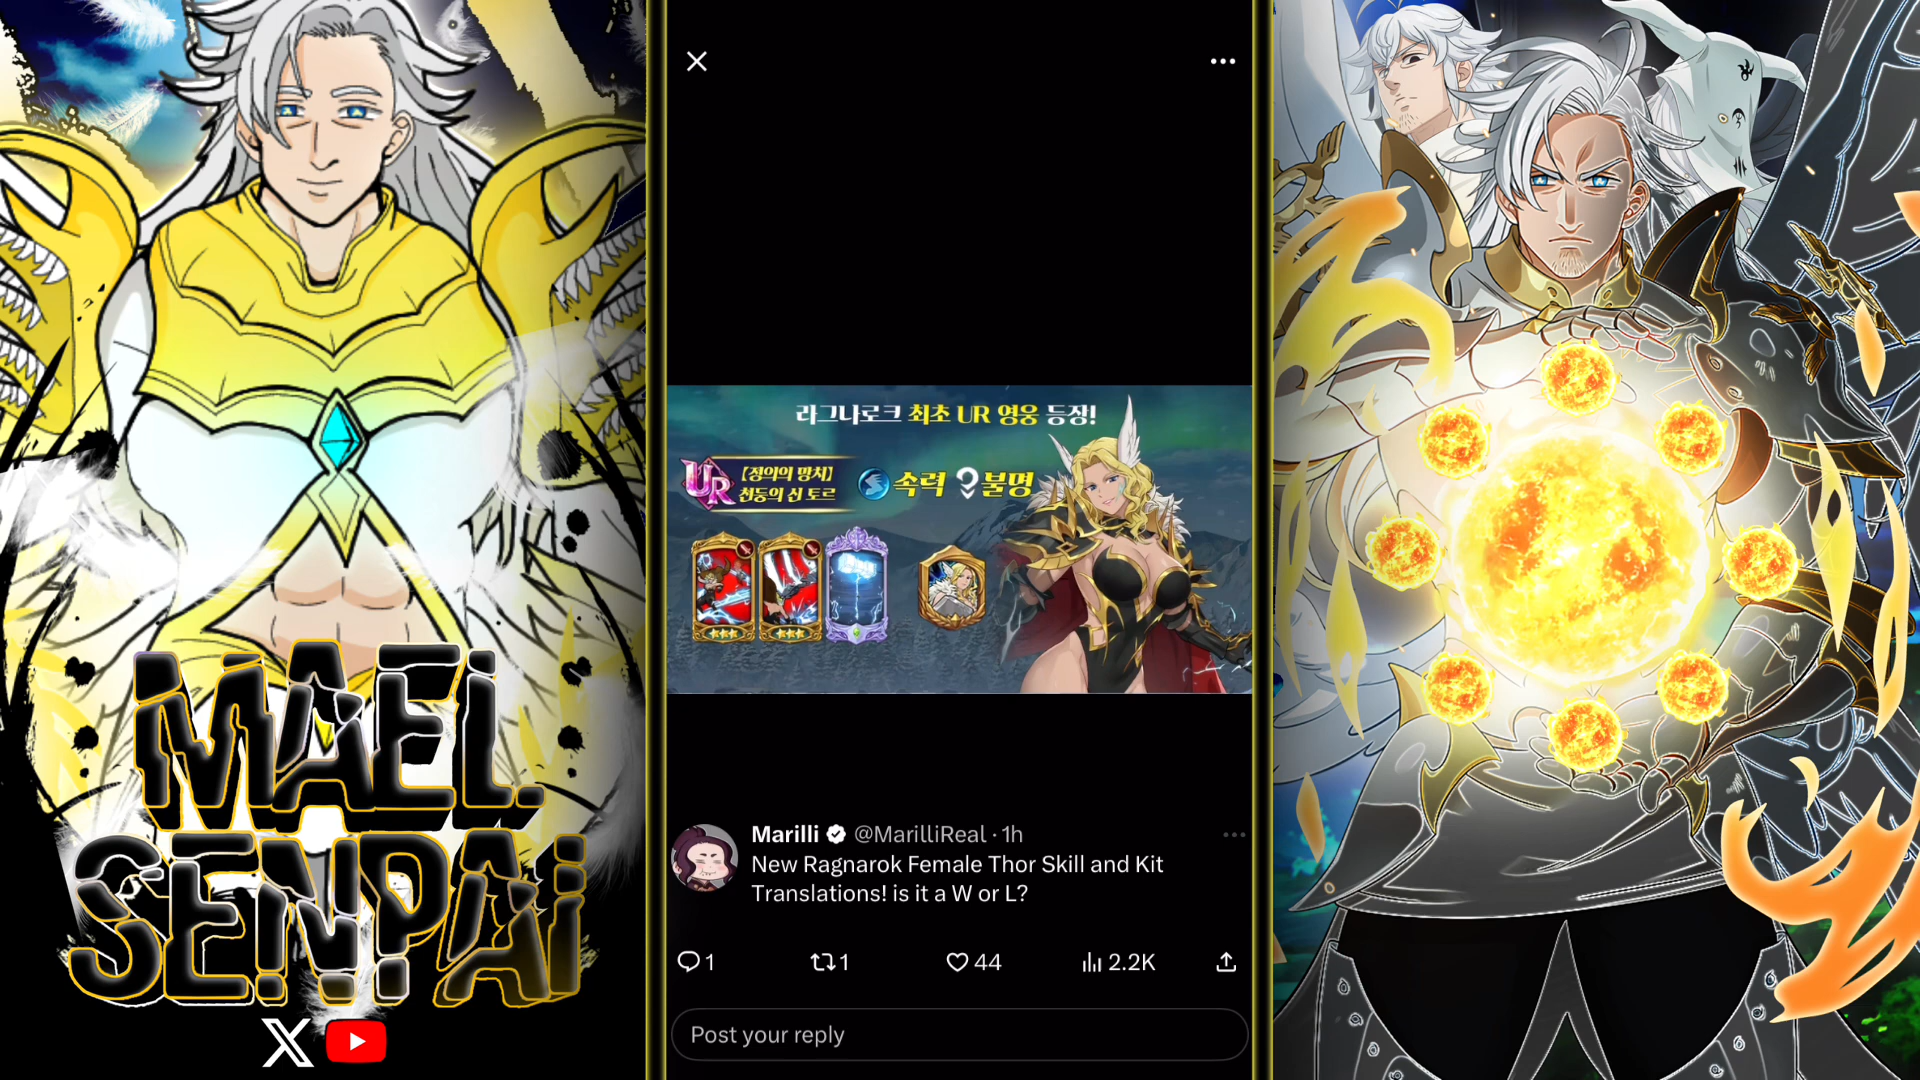 MAEL
SENPAI
라그나로크 최초 UR 영웅 등장!
UR
【정의의 망치】
천둥의 신 토르
속력
불명
Marilli @MarilliReal · 1h
New Ragnarok Female Thor Skill and Kit
Translations! is it a W or L?
1
1
44
2.2K
Post your reply